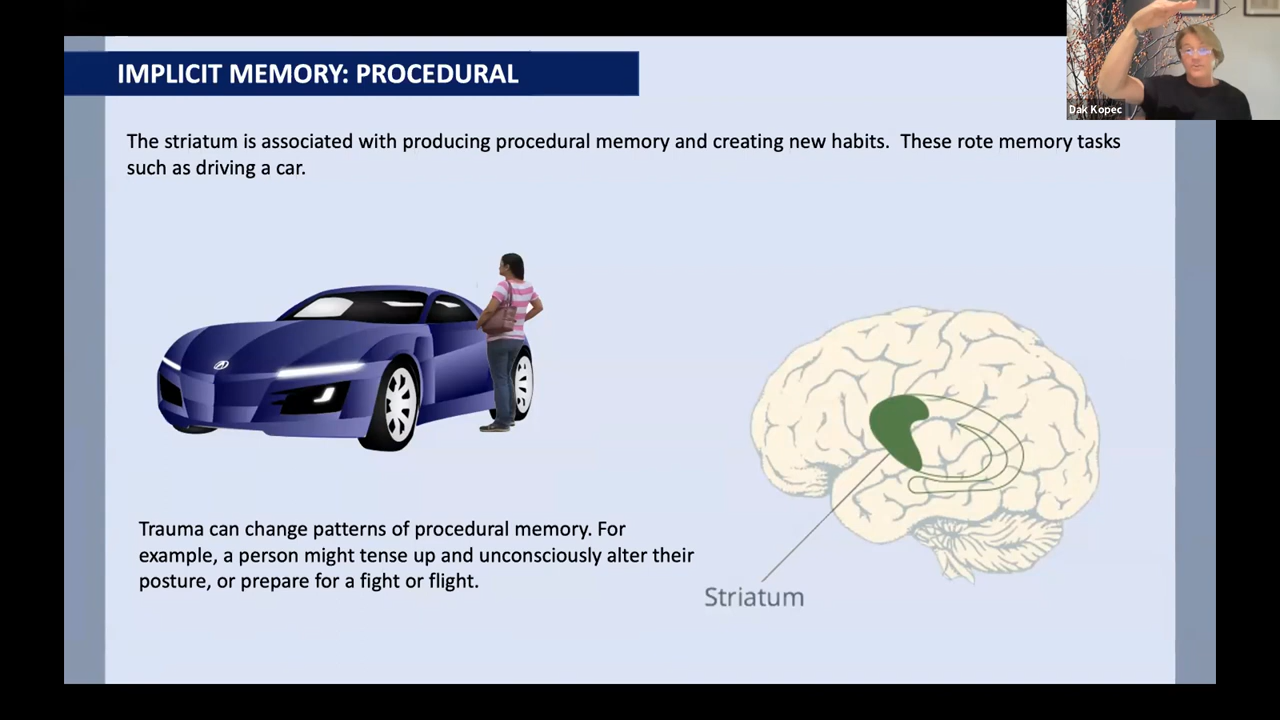 IMPLICIT MEMORY: PROCEDURAL
Dak Kopec
The striatum is associated with producing procedural memory and creating new habits.  These rote memory tasks
such as driving a car.
Trauma can change patterns of procedural memory. For
example, a person might tense up and unconsciously alter their
posture, or prepare for a fight or flight.
Striatum